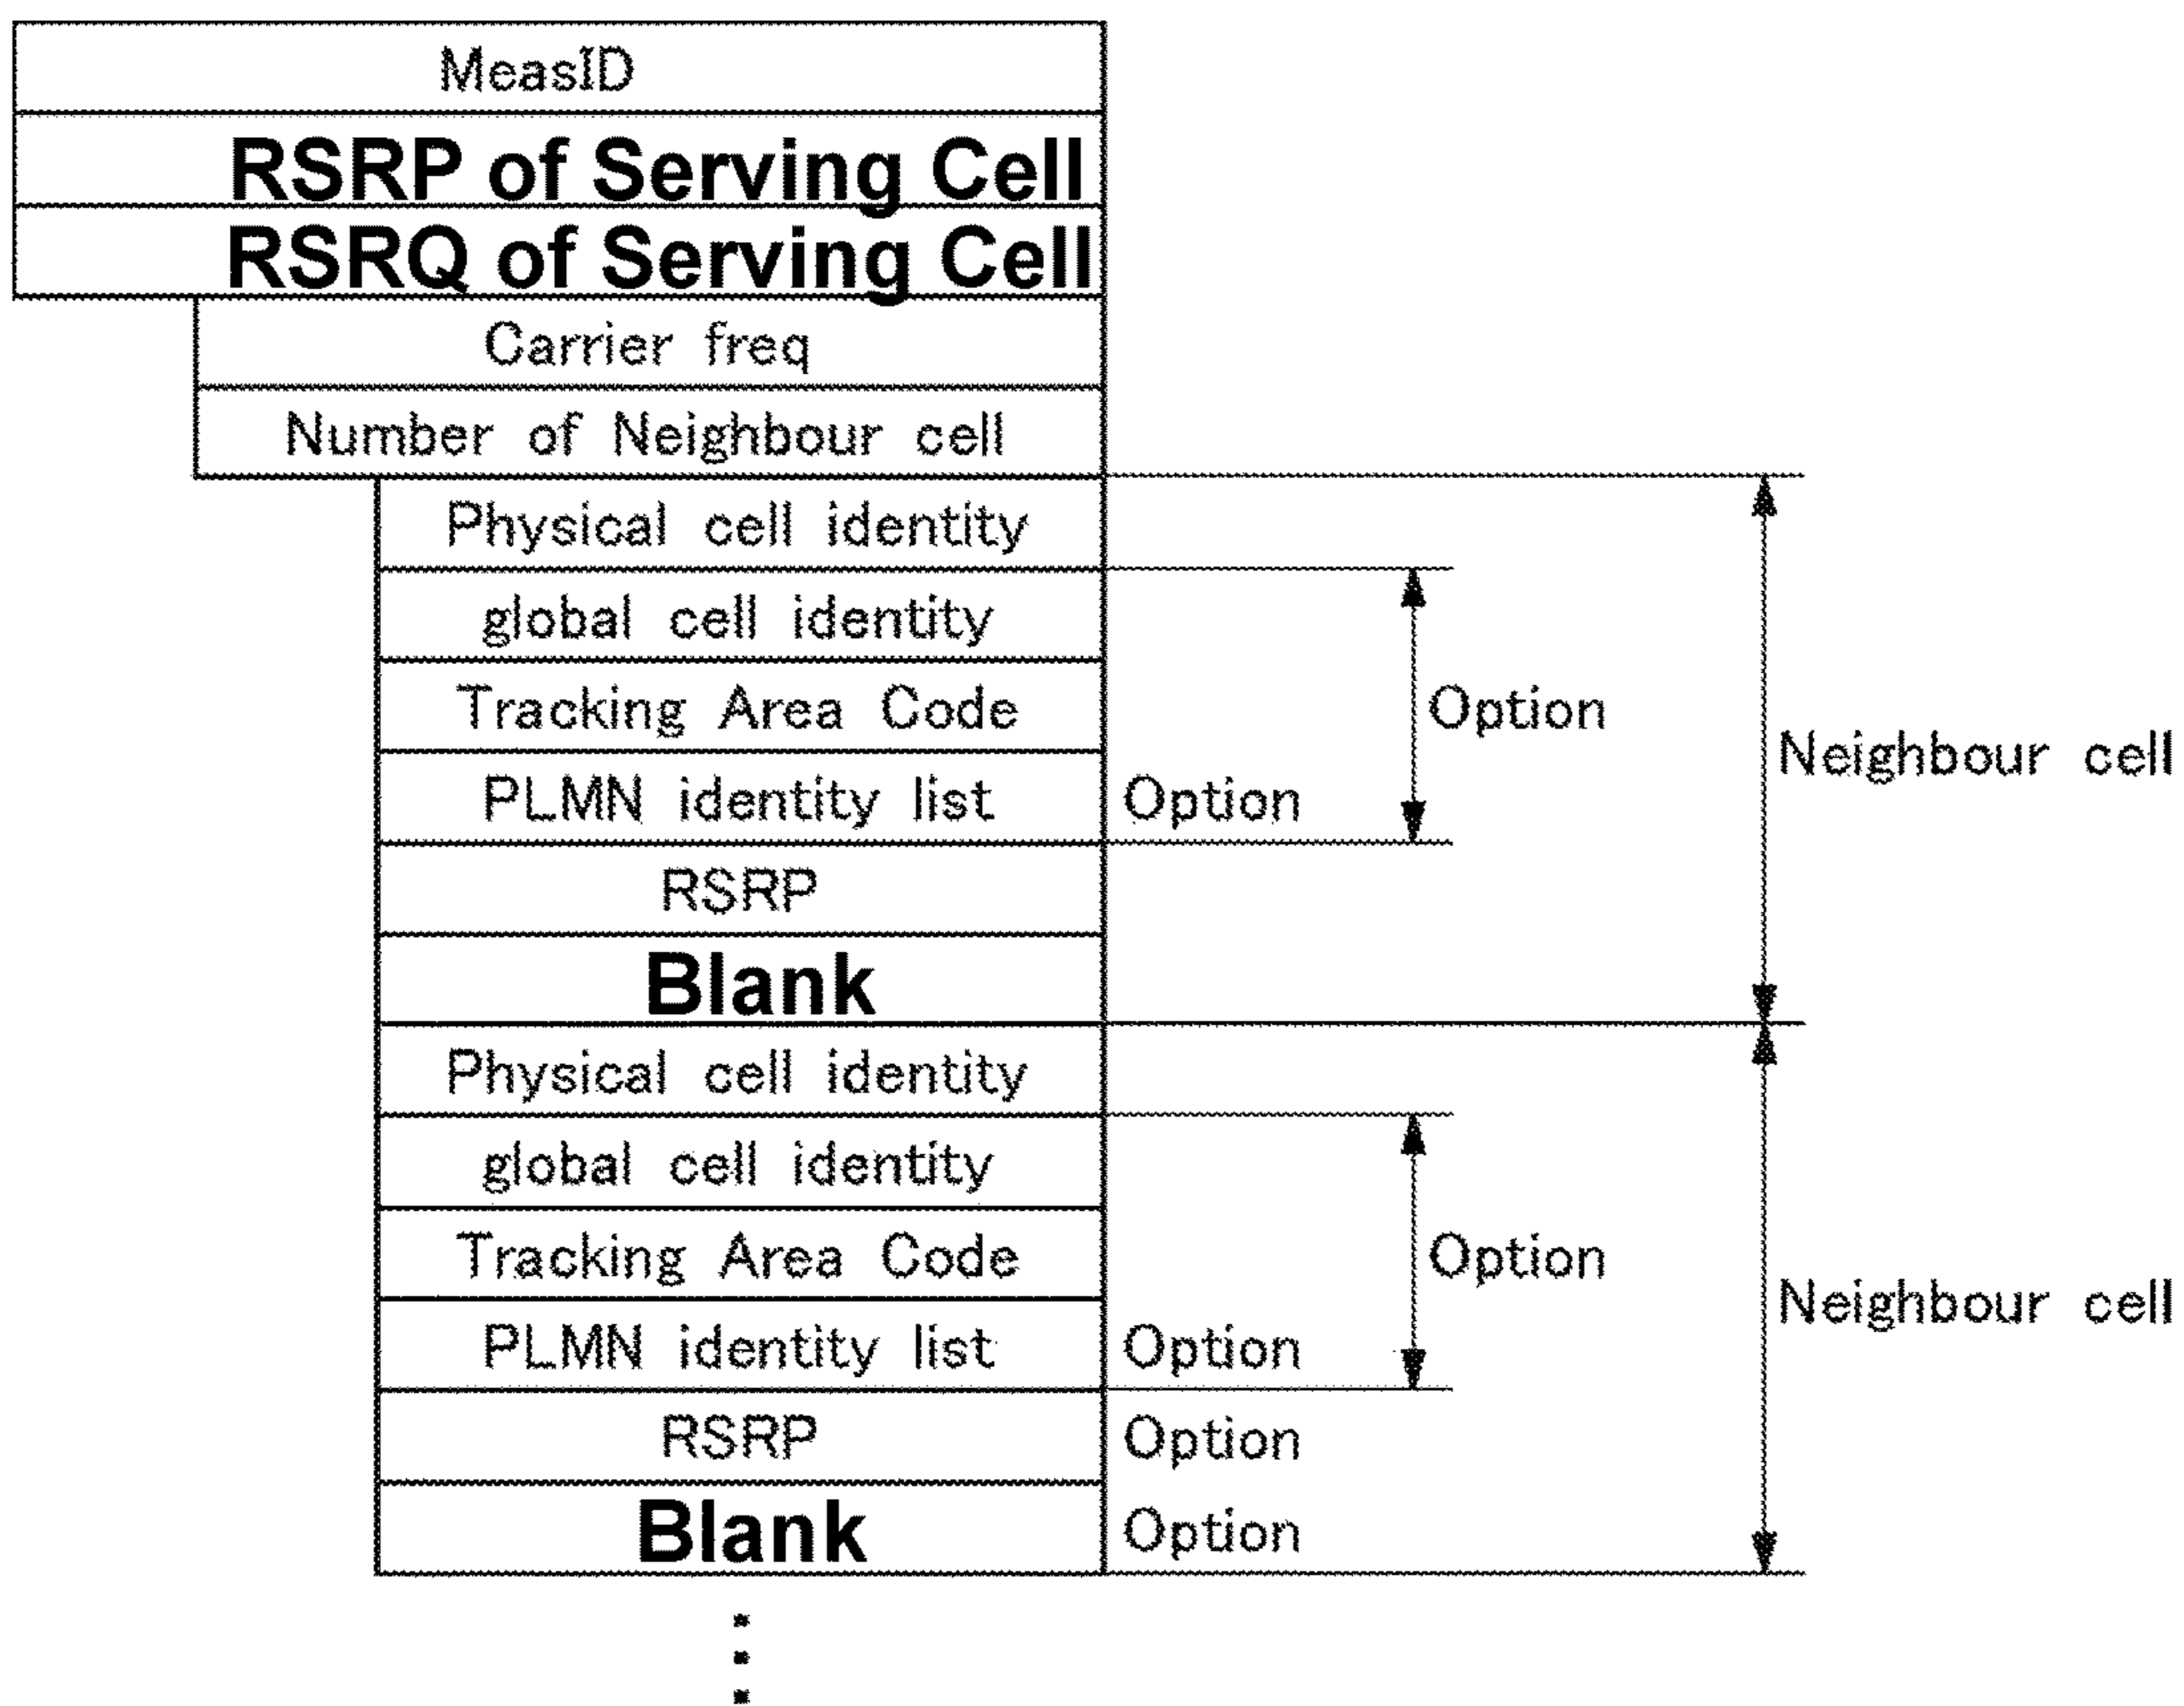 MeasID
RSRP of Serving Cell
RSRQ of Serving Cell
Carrier freq
Number of Neighbour cell
Physical cell identity
global cell identity
Tracking Area Code
Option
Neighbour cell
PLMN identity list
Option
RSRP
Blank
Physical cell identity
global cell identity
Tracking Area Code
Option
Neighbour cell
PLMN identity list
Option
RSRP
Option
Blank
Option